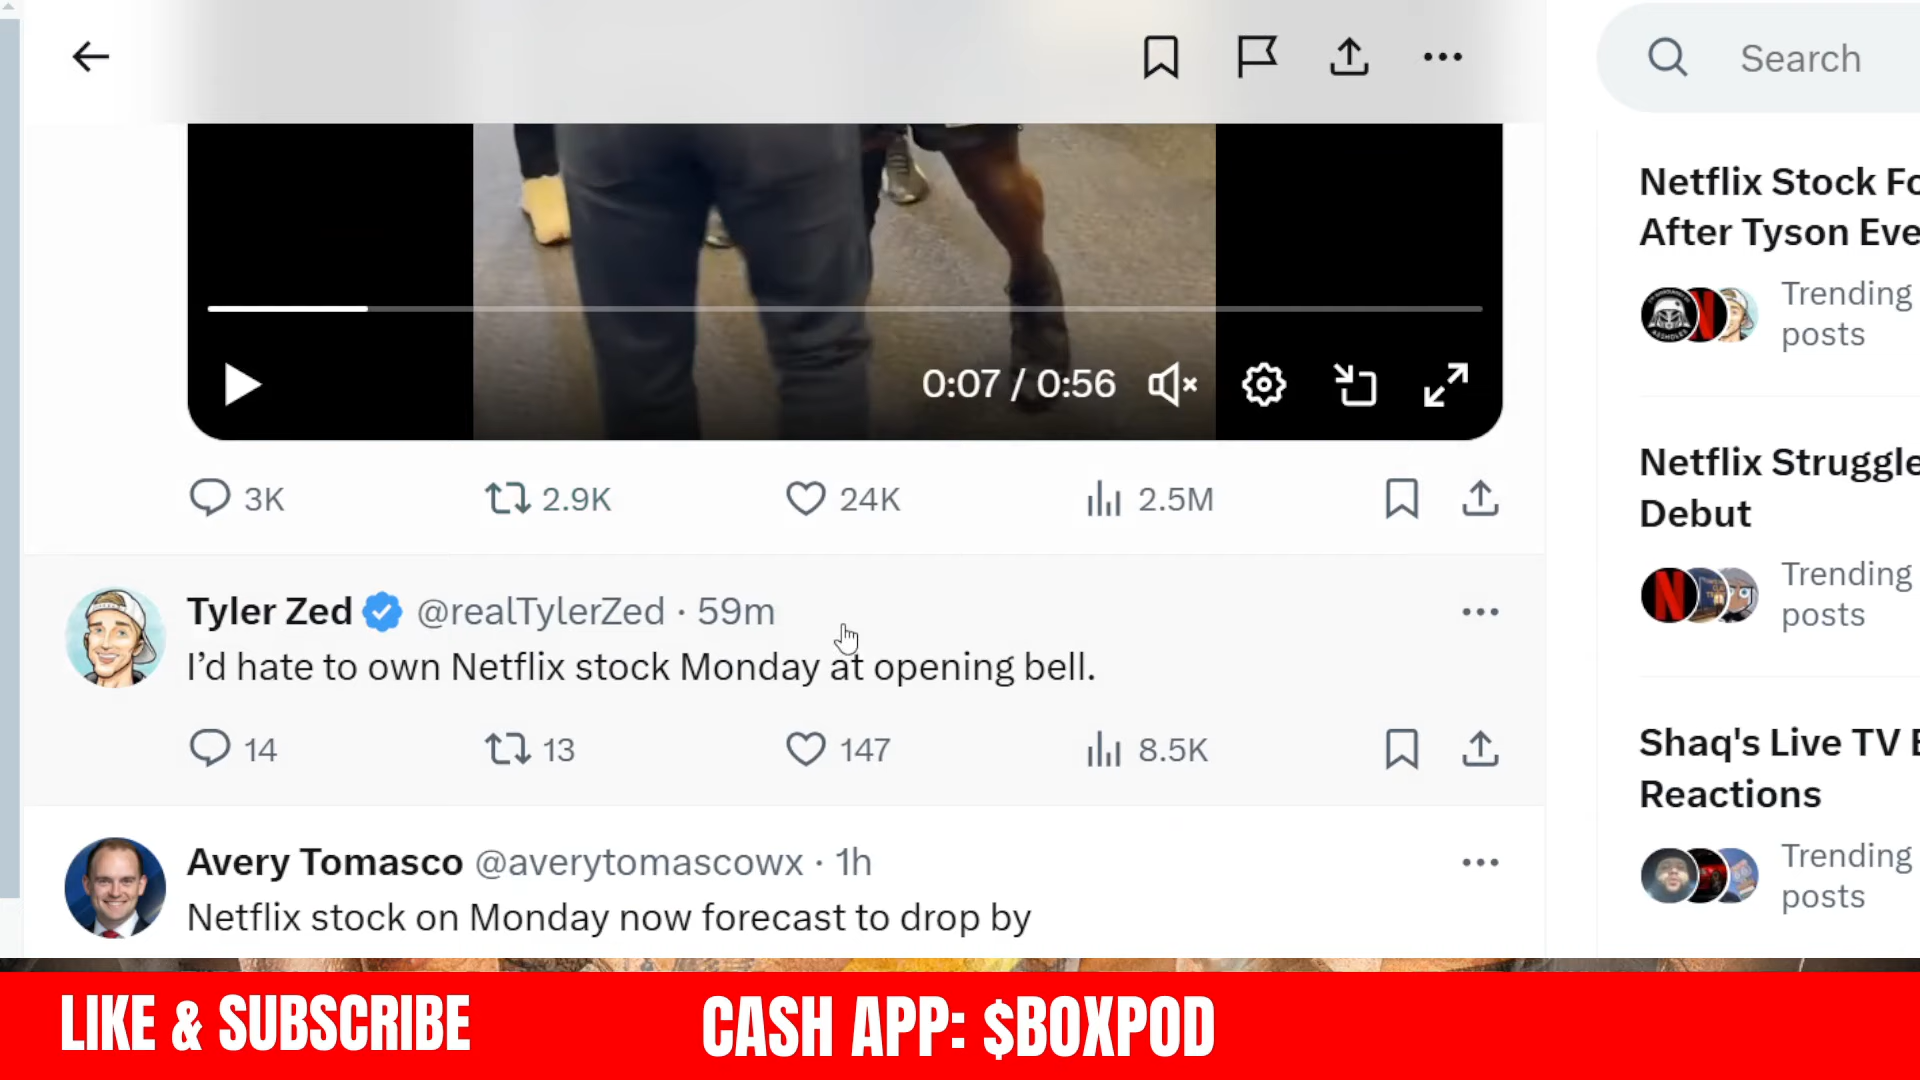 Search
0:07 / 0:56
3K 2.9K 24K 2.5M
Tyler Zed @realTylerZed · 59m
I’d hate to own Netflix stock Monday at opening bell.
14 13 147 8.5K
Avery Tomasco @averytomascowx · 1h
Netflix stock on Monday now forecast to drop by
Netflix Stock Fo
After Tyson Eve
Trending
posts
Netflix Struggle
Debut
Trending
posts
Shaq's Live TV
Reactions
Trending
posts
LIKE & SUBSCRIBE
CASH APP: $BOXPOD